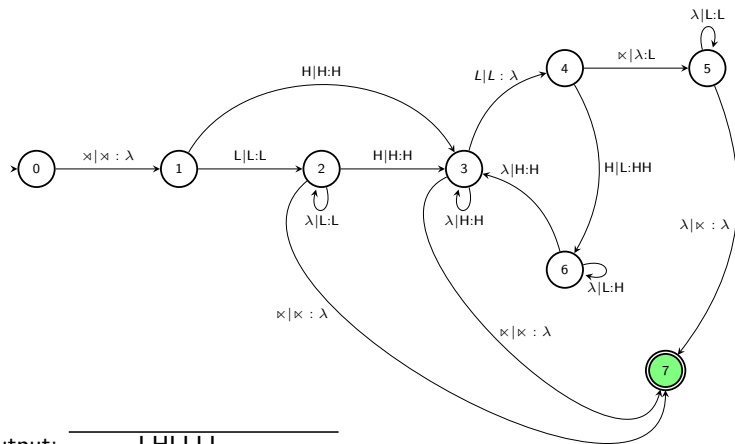 λ|L:L
4
⋉|λ:L
5
L|L : λ
H|H:H
0
⋊|⋊ : λ
1
L|L:L
2
H|H:H
3
λ|H:H
H|L:HH
λ|L:L
λ|H:H
λ|⋉ : λ
6
λ|L:H
⋉|⋉ : λ
⋉|⋉ : λ
7